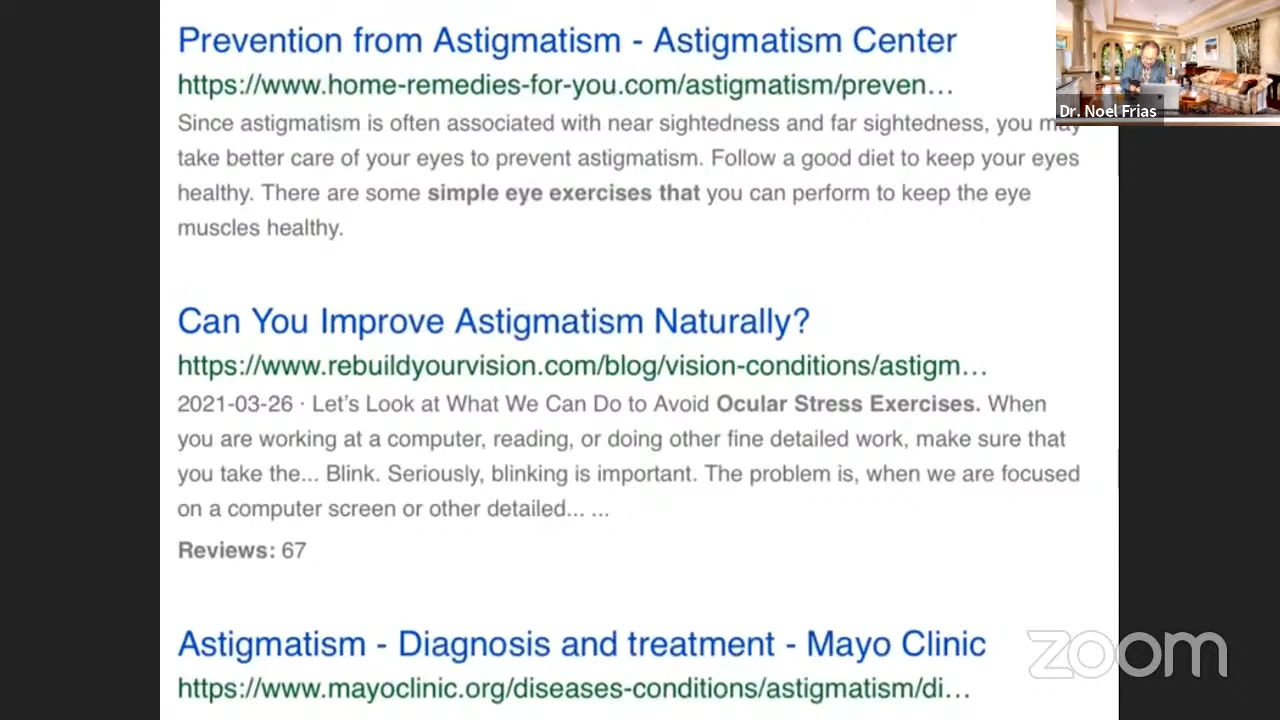 Prevention from Astigmatism - Astigmatism Center
https://www.home-remedies-for-you.com/astigmatism/preven...
Since astigmatism is often associated with near sightedness and far sightedness, you may
take better care of your eyes to prevent astigmatism. Follow a good diet to keep your eyes
healthy. There are some simple eye exercises that you can perform to keep the eye
muscles healthy.
Dr. Noel Frias
Can You Improve Astigmatism Naturally?
https://www.rebuildyourvision.com/blog/vision-conditions/astigm...
2021-03-26 · Let's Look at What We Can Do to Avoid Ocular Stress Exercises. When
you are working at a computer, reading, or doing other fine detailed work, make sure that
you take the... Blink. Seriously, blinking is important. The problem is, when we are focused
on a computer screen or other detailed... ...
Reviews: 67
Astigmatism - Diagnosis and treatment - Mayo Clinic
https://www.mayoclinic.org/diseases-conditions/astigmatism/di...
zoom